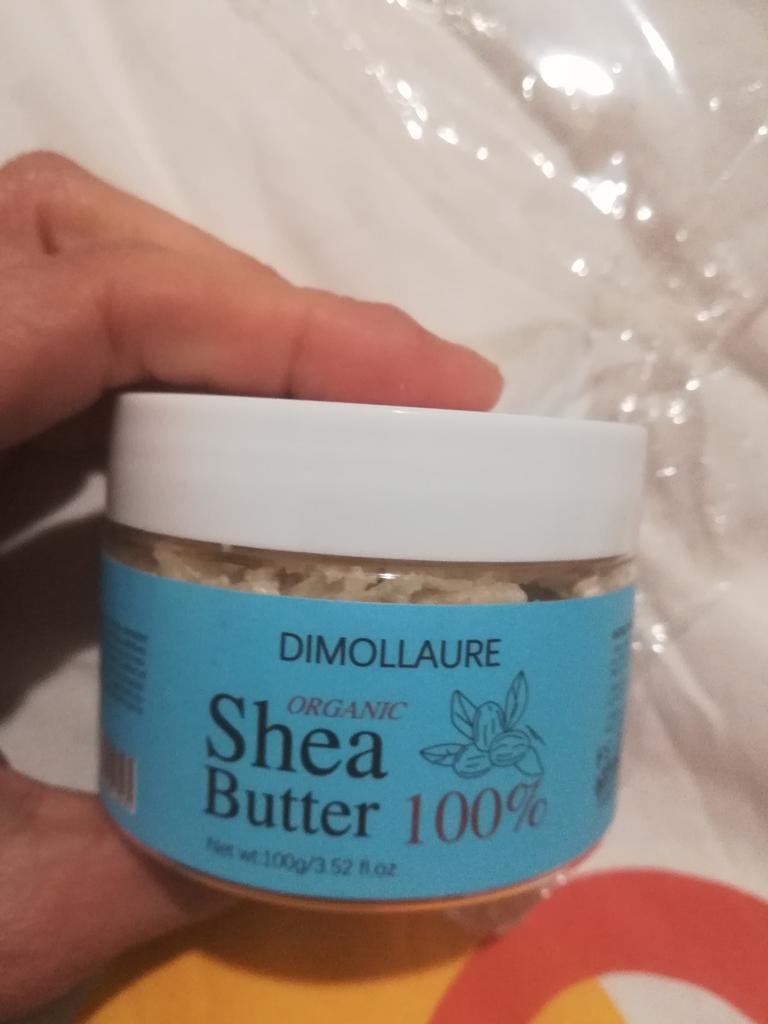 DIMOLLAURE
ORGANIC
Shea
Butter 100%
Net wt:100g/3.52 fl.oz